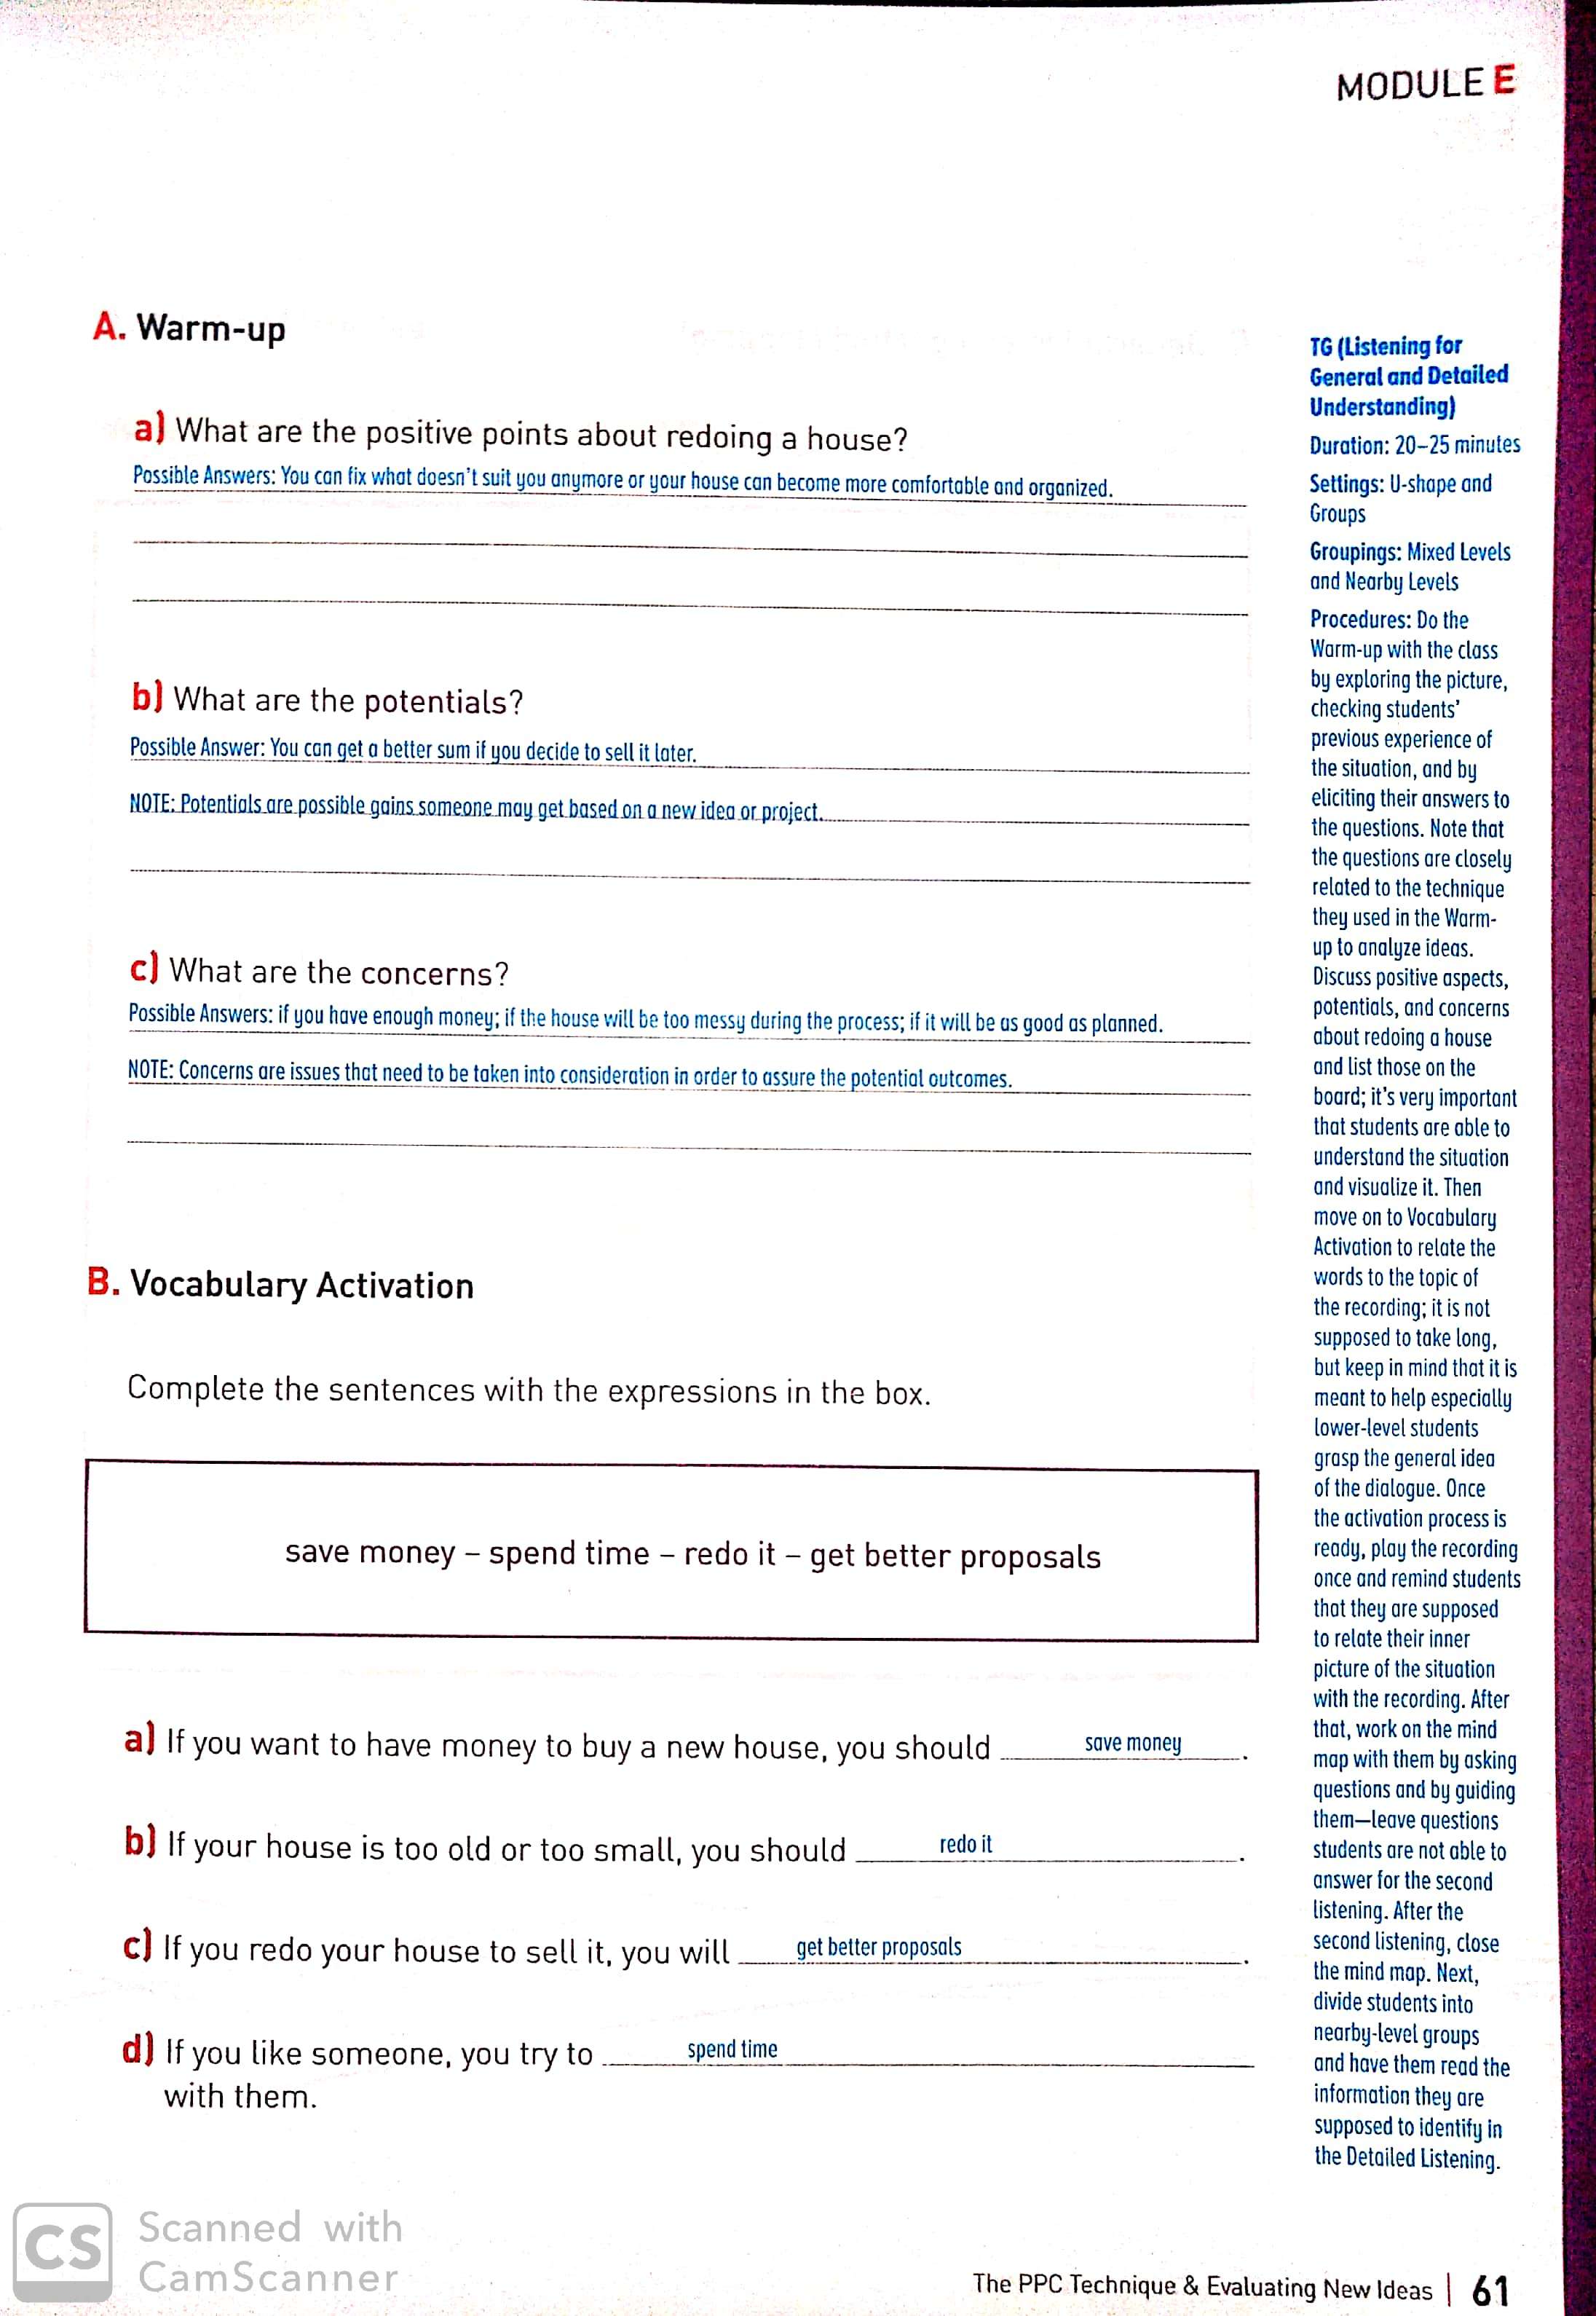 MODULE E
A. Warm-up
a) What are the positive points about redoing a house?
Possible Answers: You can fix what doesn't suit you anymore or your house can become more comfortable and organized.
b) What are the potentials?
Possible Answer: You can get a better sum if you decide to sell it later.
NOTE: Potentials are possible gains someone may get based on a new idea or project.
c) What are the concerns?
Possible Answers: if you have enough money; if the house will be too messy during the process; if it will be as good as planned.
NOTE: Concerns are issues that need to be taken into consideration in order to assure the potential outcomes.
B. Vocabulary Activation
Complete the sentences with the expressions in the box.
save money – spend time – redo it – get better proposals
a) If you want to have money to buy a new house, you should save money.
b) If your house is too old or too small, you should redo it.
c) If you redo your house to sell it, you will get better proposals.
d) If you like someone, you try to spend time
with them.
TG (Listening for
General and Detailed
Understanding)
Duration: 20–25 minutes
Settings: U-shape and
Groups
Groupings: Mixed Levels
and Nearby Levels
Procedures: Do the
Warm-up with the class
by exploring the picture,
checking students'
previous experience of
the situation, and by
eliciting their answers to
the questions. Note that
the questions are closely
related to the technique
they used in the Warm-
up to analyze ideas.
Discuss positive aspects,
potentials, and concerns
about redoing a house
and list those on the
board; it's very important
that students are able to
understand the situation
and visualize it. Then
move on to Vocabulary
Activation to relate the
words to the topic of
the recording; it is not
supposed to take long,
but keep in mind that it is
meant to help especially
lower-level students
grasp the general idea
of the dialogue. Once
the activation process is
ready, play the recording
once and remind students
that they are supposed
to relate their inner
picture of the situation
with the recording. After
that, work on the mind
map with them by asking
questions and by guiding
them—leave questions
students are not able to
answer for the second
listening. After the
second listening, close
the mind map. Next,
divide students into
nearby-level groups
and have them read the
information they are
supposed to identify in
the Detailed Listening.
CS Scanned with
CamScanner
The PPC Technique & Evaluating New Ideas | 61